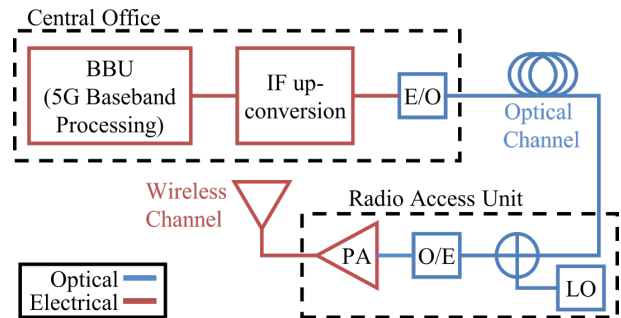 Central Office
BBU
(5G Baseband
Processing)
IF up-
conversion
E/O
Optical
Channel
Wireless
Channel
Radio Access Unit
PA
O/E
LO
Optical
Electrical